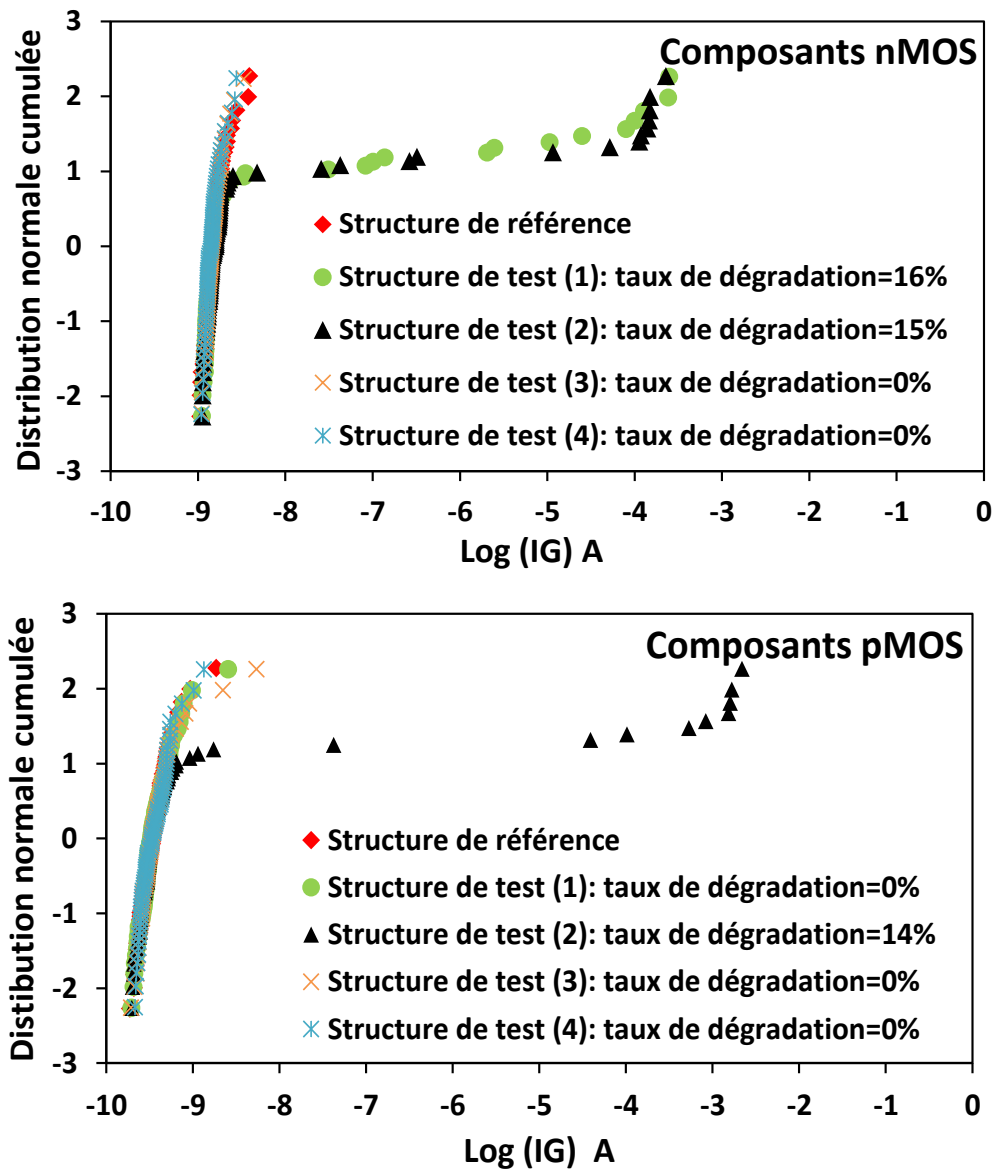 Composants nMOS
Distribution normale cumulée
3
2
1
0
-1
-2
-3
Structure de référence
Structure de test (1): taux de dégradation=16%
Structure de test (2): taux de dégradation=15%
Structure de test (3): taux de dégradation=0%
Structure de test (4): taux de dégradation=0%
-10 -9 -8 -7 -6 -5 -4 -3 -2 -1 0
Log (IG) A
Composants pMOS
Distibution normale cumulée
3
2
1
0
-1
-2
-3
Structure de référence
Structure de test (1): taux de dégradation=0%
Structure de test (2): taux de dégradation=14%
Structure de test (3): taux de dégradation=0%
Structure de test (4): taux de dégradation=0%
-10 -9 -8 -7 -6 -5 -4 -3 -2 -1 0
Log (IG) A